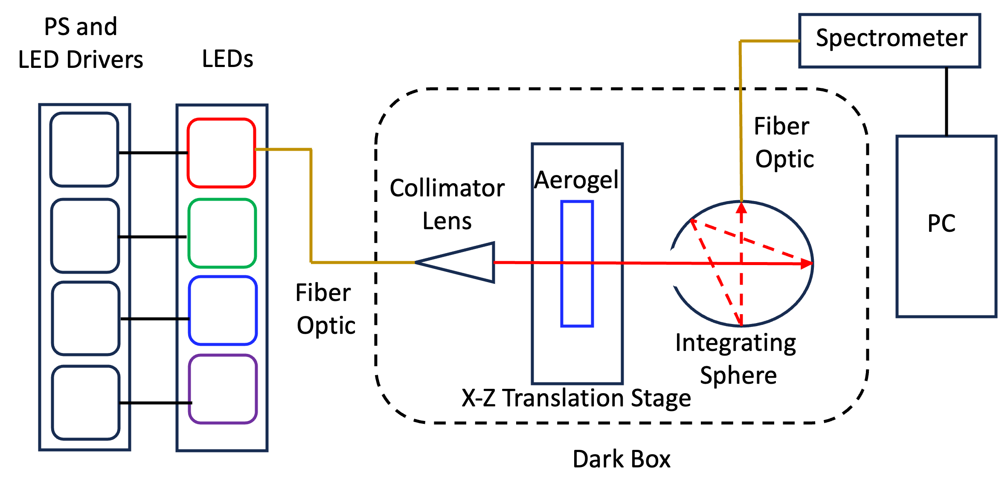 PS and
LED Drivers
LEDs
Spectrometer
Fiber
Optic
Collimator
Lens
Aerogel
PC
Fiber
Optic
Integrating
Sphere
X-Z Translation Stage
Dark Box